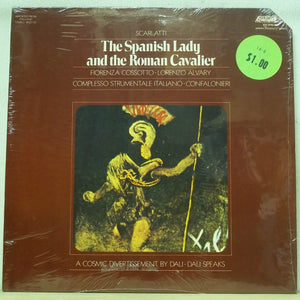 SCARLATTI
The Spanish Lady
and the Roman Cavalier
FIORENZA COSSOTTO · LORENZO ALVARY
COMPLESSO STRUMENTALE ITALIANO · CONFALONIERI
$1.00
A COSMIC DIVERTISSEMENT BY DALI · DALI SPEAKS